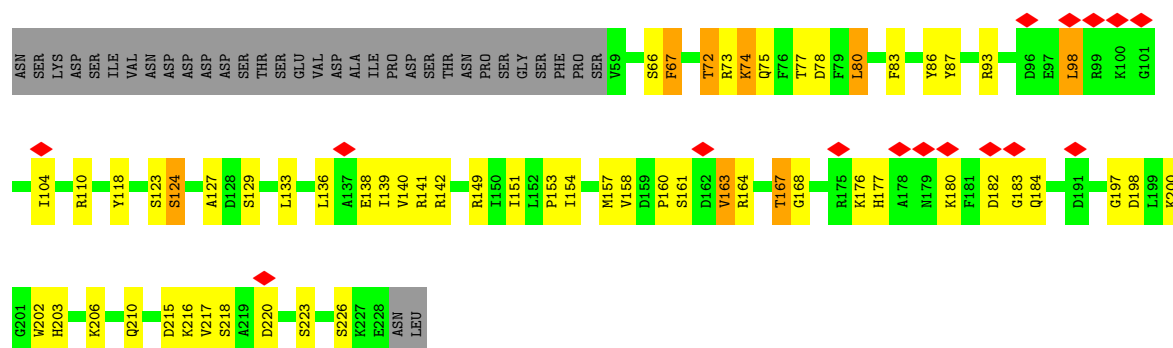 ASN SER LYS ASP SER ILE VAL ASN ASP ASP ASP ASP SER THR SER GLU VAL ASP ALA ILE PRO ASP SER THR ASN PRO SER GLY SER PHE PRO SER V59 S66 F67 T72 R73 K74 Q75 F76 T77 D78 F79 L80 F83 Y86 Y87 R93 D96 E97 L98 R99 K100 G101
I104 R110 Y118 S123 S124 A127 D128 S129 L133 L136 A137 E138 I139 V140 R141 R142 R149 I150 I151 L152 P153 I154 M157 V158 D159 P160 S161 D162 V163 R164 T167 G168 R175 K176 H177 A178 N179 K180 F181 D182 G183 Q184 D191 G197 D198 L199 K200
G201 W202 H203 K206 Q210 D215 K216 V217 S218 A219 D220 S223 S226 K227 E228 ASN LEU